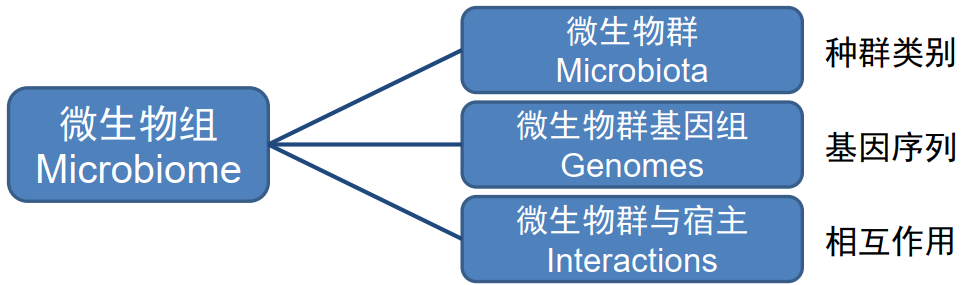 微生物组
Microbiome
微生物群
Microbiota
种群类别
微生物群基因组
Genomes
基因序列
微生物群与宿主
Interactions
相互作用